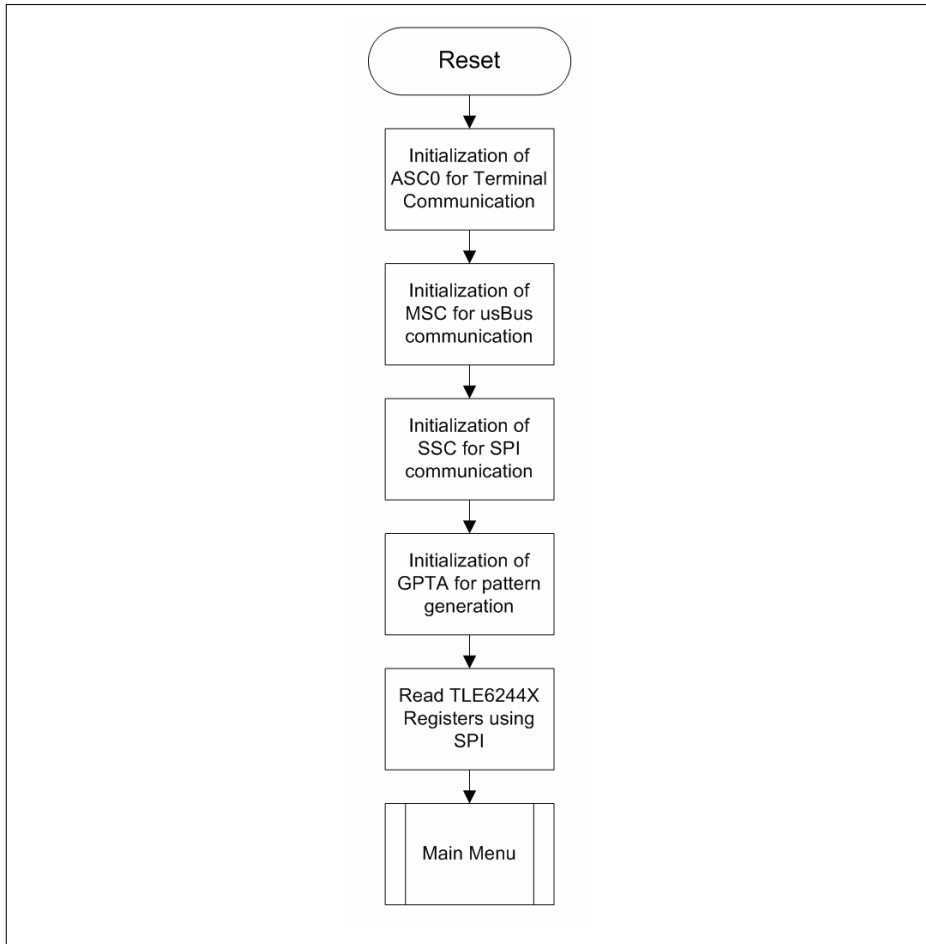 Reset
Initialization of
ASC0 for Terminal
Communication
Initialization of
MSC for usBus
communication
Initialization of
SSC for SPI
communication
Initialization of
GPTA for pattern
generation
Read TLE6244X
Registers using
SPI
Main Menu